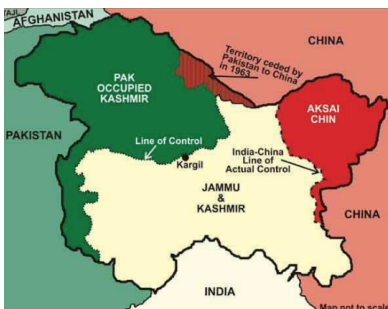 TAJ.
AFGHANISTAN
CHINA
Territory ceded by
Pakistan to China
in 1963
PAK
OCCUPIED
KASHMIR
AKSAI
CHIN
PAKISTAN
Line of Control
India-China
Line of
Actual Control
Kargil
JAMMU
&
KASHMIR
CHINA
INDIA
Map not to scale